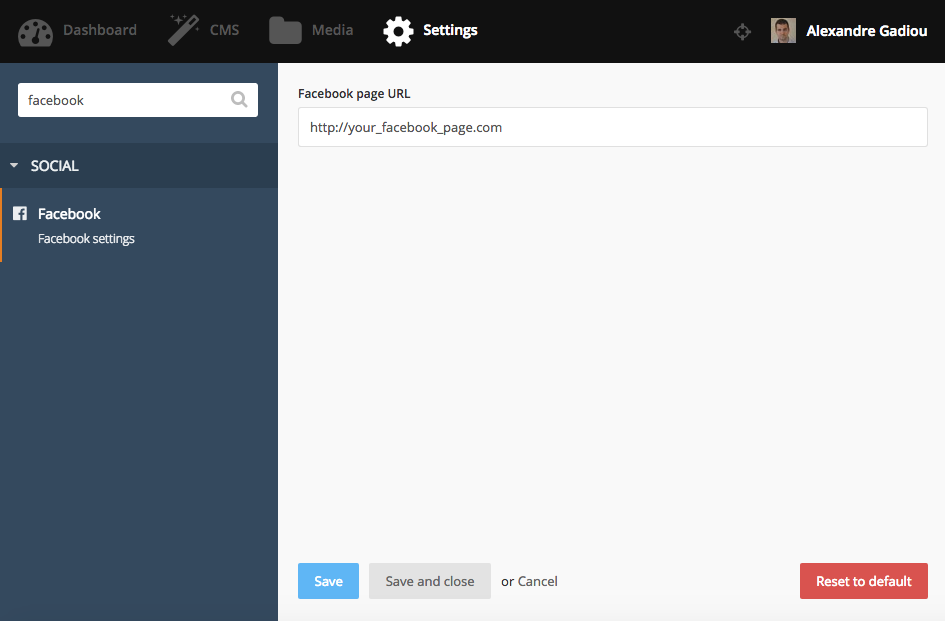 Dashboard CMS Media Settings Alexandre Gadiou
facebook
SOCIAL
Facebook
Facebook settings
Facebook page URL
http://your_facebook_page.com
Save Save and close or Cancel Reset to default